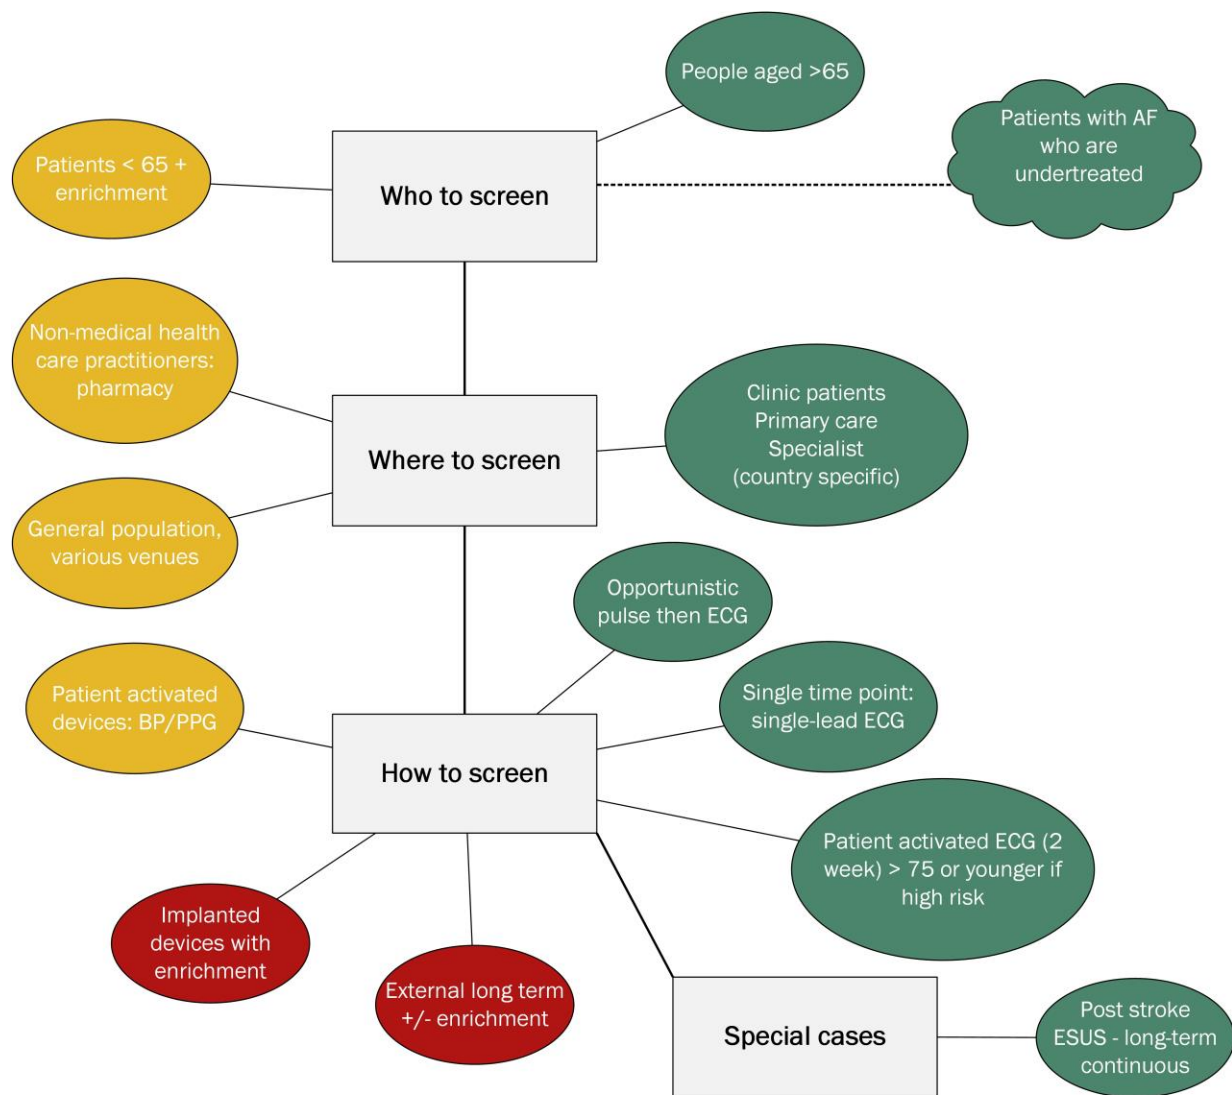 People aged >65
Patients with AF
who are
undertreated
Patients < 65 +
enrichment
Who to screen
Non-medical health
care practitioners:
pharmacy
Clinic patients
Primary care
Specialist
(country specific)
Where to screen
General population,
various venues
Opportunistic
pulse then ECG
Patient activated
devices: BP/PPG
Single time point:
single-lead ECG
How to screen
Patient activated ECG (2
week) > 75 or younger if
high risk
Implanted
devices with
enrichment
External long term
+/- enrichment
Special cases
Post stroke
ESUS - long-term
continuous